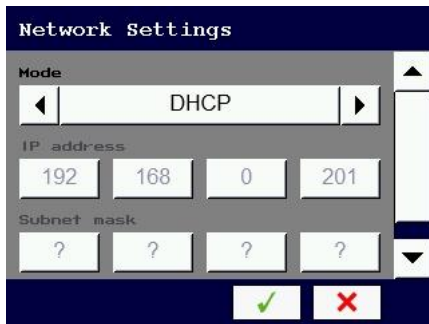 Network Settings
Mode
DHCP
IP address
192 168 0 201
Subnet mask
? ? ? ?